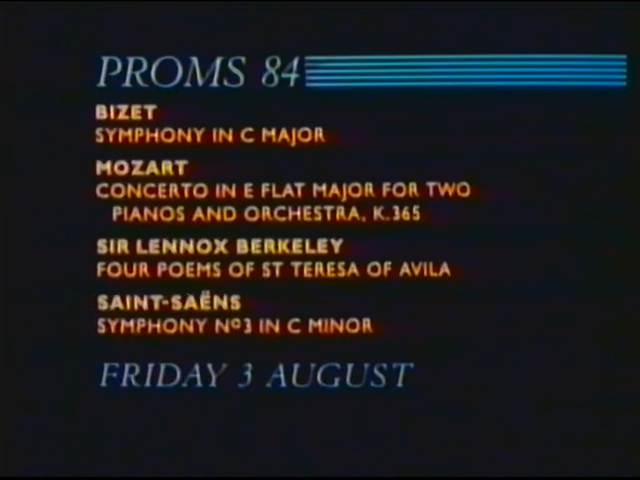 PROMS 84
BIZET
SYMPHONY IN C MAJOR
MOZART
CONCERTO IN E FLAT MAJOR FOR TWO
PIANOS AND ORCHESTRA, K.365
SIR LENNOX BERKELEY
FOUR POEMS OF ST TERESA OF AVILA
SAINT-SAËNS
SYMPHONY Nº3 IN C MINOR
FRIDAY 3 AUGUST